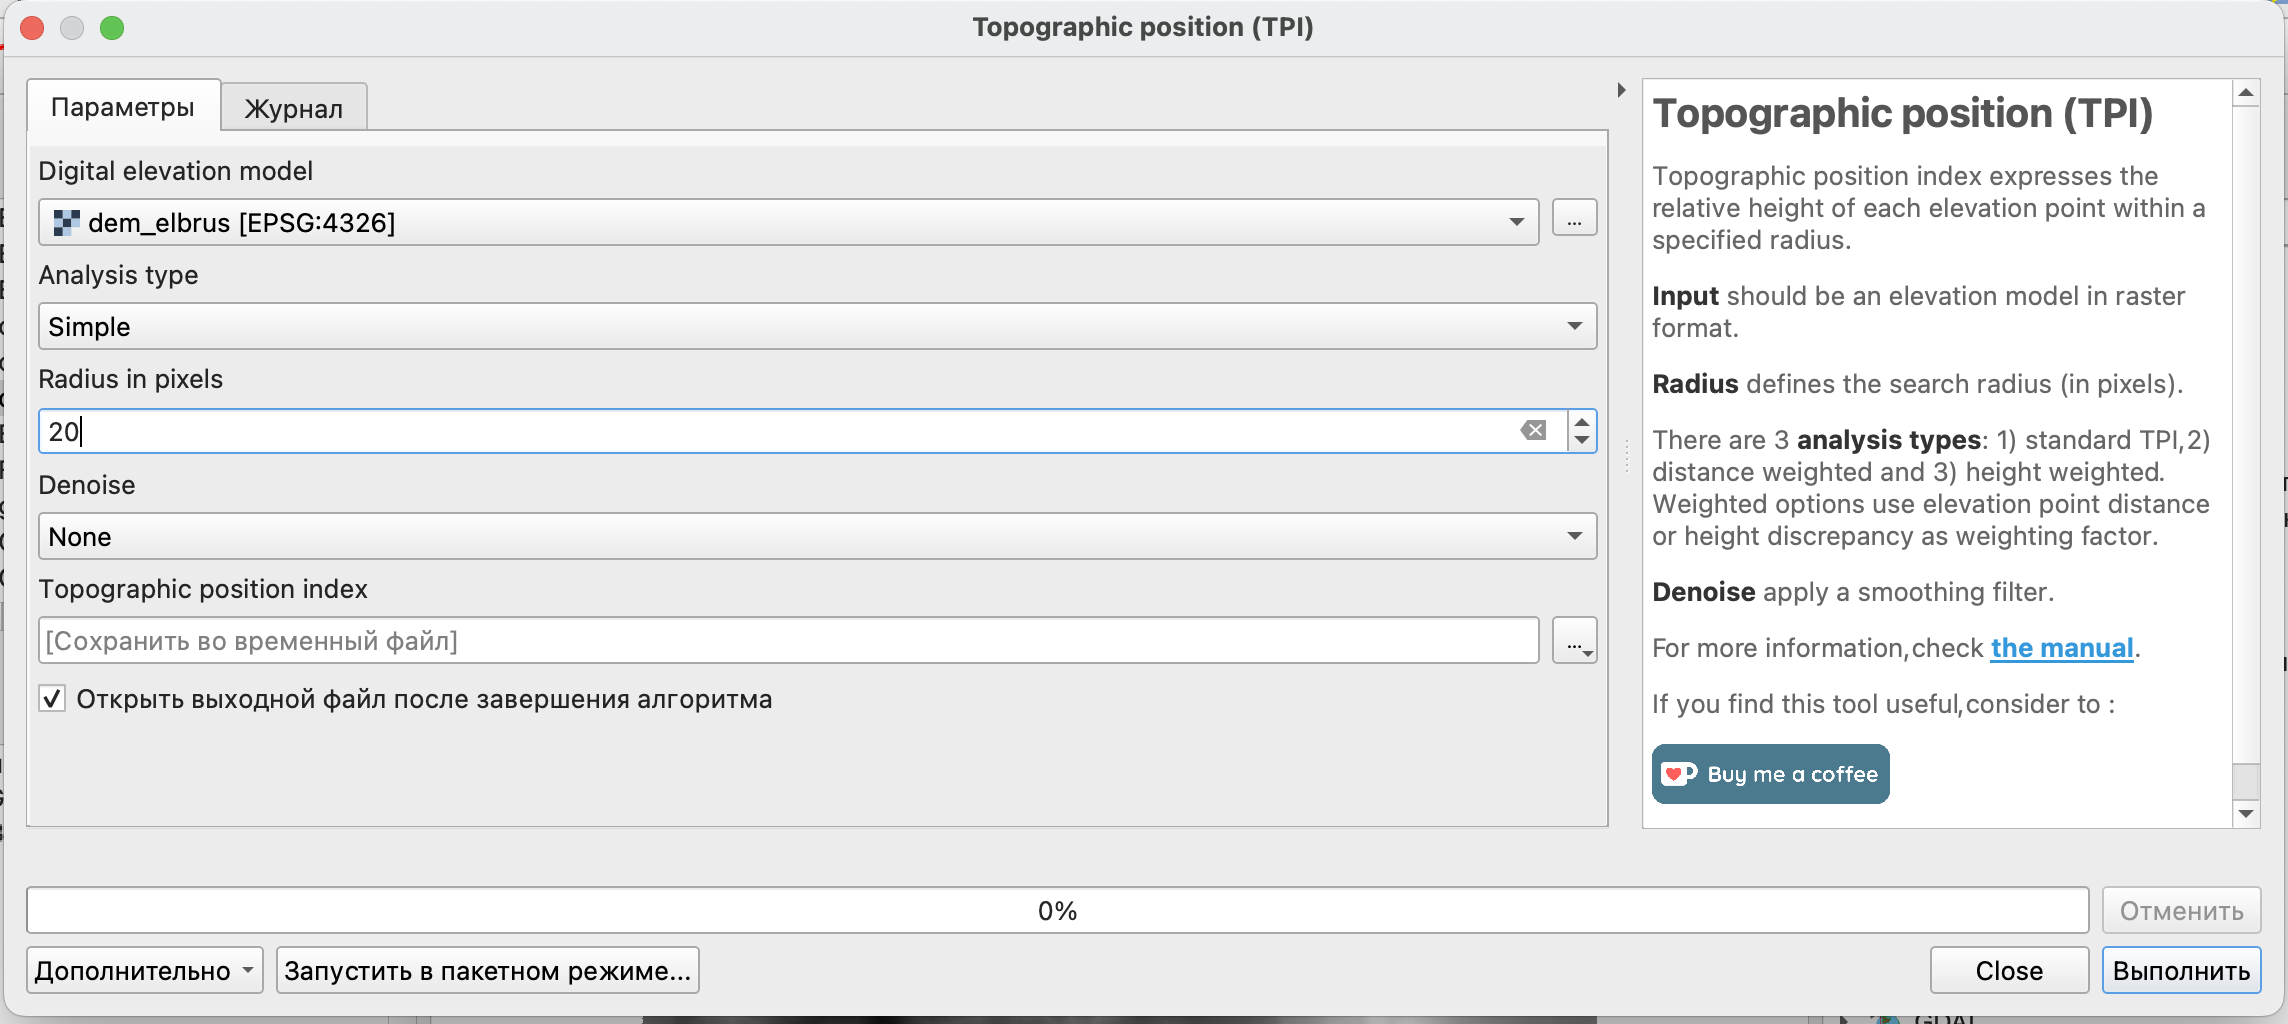 Topographic position (TPI)
Параметры
Журнал
Digital elevation model
dem_elbrus [EPSG:4326]
...
Analysis type
Simple
Radius in pixels
20
Denoise
None
Topographic position index
[Сохранить во временный файл]
...
Открыть выходной файл после завершения алгоритма
Topographic position (TPI)
Topographic position index expresses the
relative height of each elevation point within a
specified radius.
Input should be an elevation model in raster
format.
Radius defines the search radius (in pixels).
There are 3 analysis types: 1) standard TPI,2)
distance weighted and 3) height weighted.
Weighted options use elevation point distance
or height discrepancy as weighting factor.
Denoise apply a smoothing filter.
For more information,check the manual.
If you find this tool useful,consider to :
Buy me a coffee
0%
Отменить
Дополнительно
Запустить в пакетном режиме...
Close
Выполнить